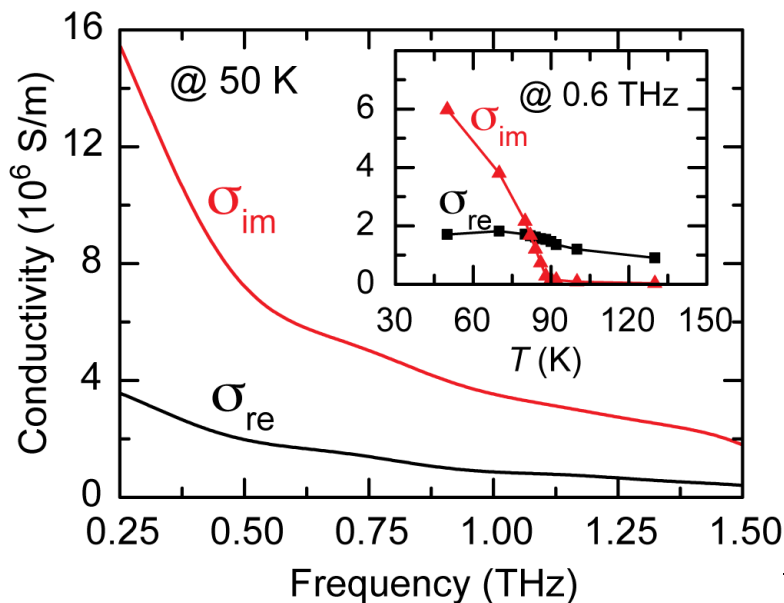 Conductivity (10⁶ S/m)
16
12
8
4
0
@ 50 K
σim
σre
@ 0.6 THz
σim
σre
6
4
2
0
30 60 90 120 150
T (K)
0.25 0.50 0.75 1.00 1.25 1.50
Frequency (THz)